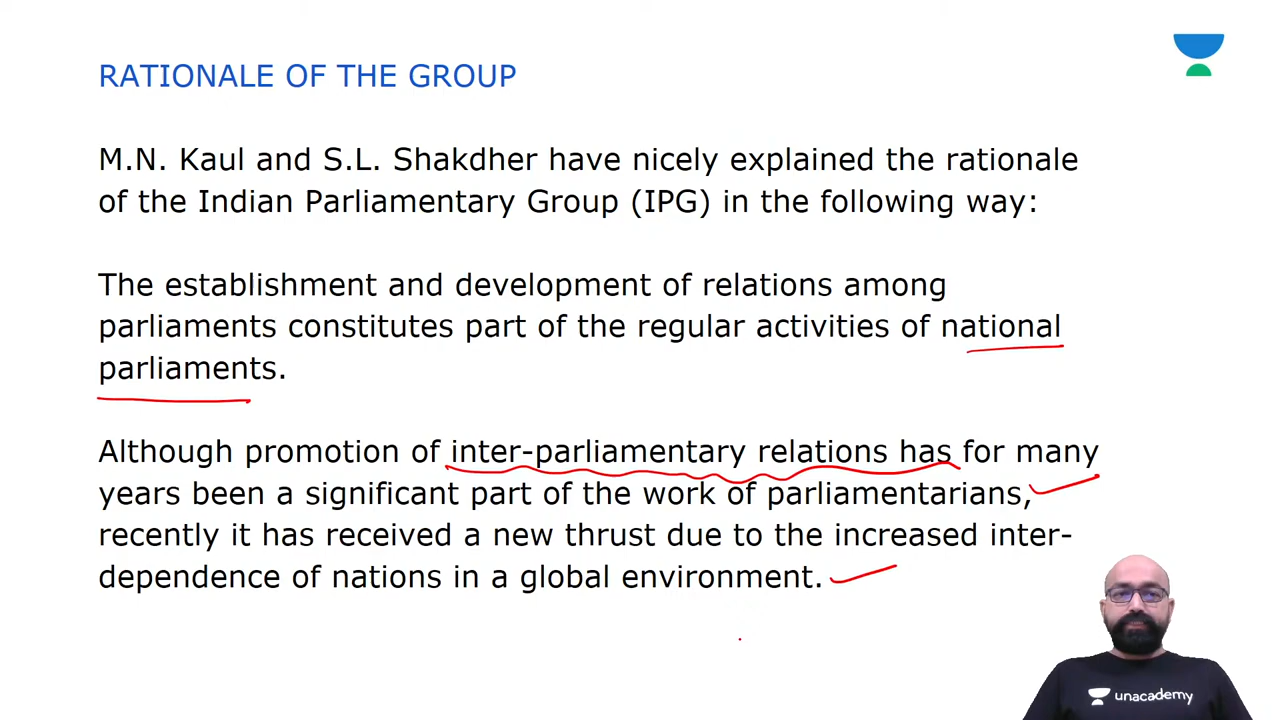 RATIONALE OF THE GROUP
M.N. Kaul and S.L. Shakdher have nicely explained the rationale
of the Indian Parliamentary Group (IPG) in the following way:
The establishment and development of relations among
parliaments constitutes part of the regular activities of national
parliaments.
Although promotion of inter-parliamentary relations has for many
years been a significant part of the work of parliamentarians,
recently it has received a new thrust due to the increased inter-
dependence of nations in a global environment.
unacademy